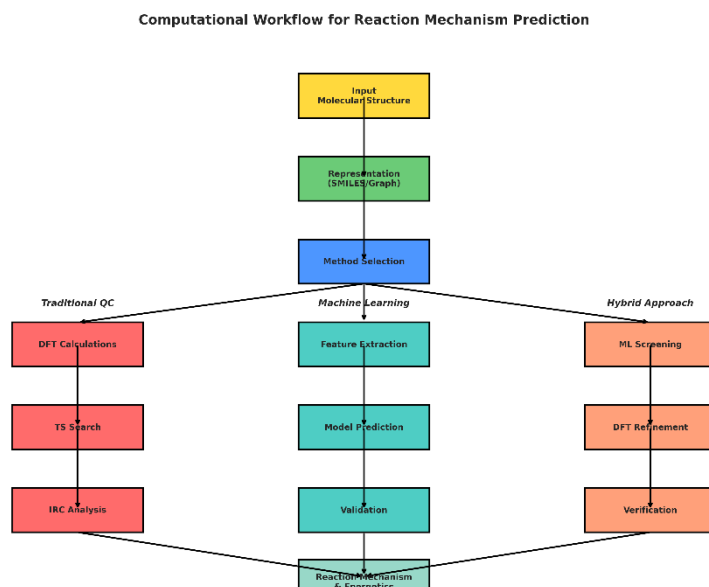 Computational Workflow for Reaction Mechanism Prediction
Input
Molecular Structure
Representation
(SMILES/Graph)
Method Selection
Traditional QC
Machine Learning
Hybrid Approach
DFT Calculations
Feature Extraction
ML Screening
TS Search
Model Prediction
DFT Refinement
IRC Analysis
Validation
Verification
Reaction Mechanism
& Energetics